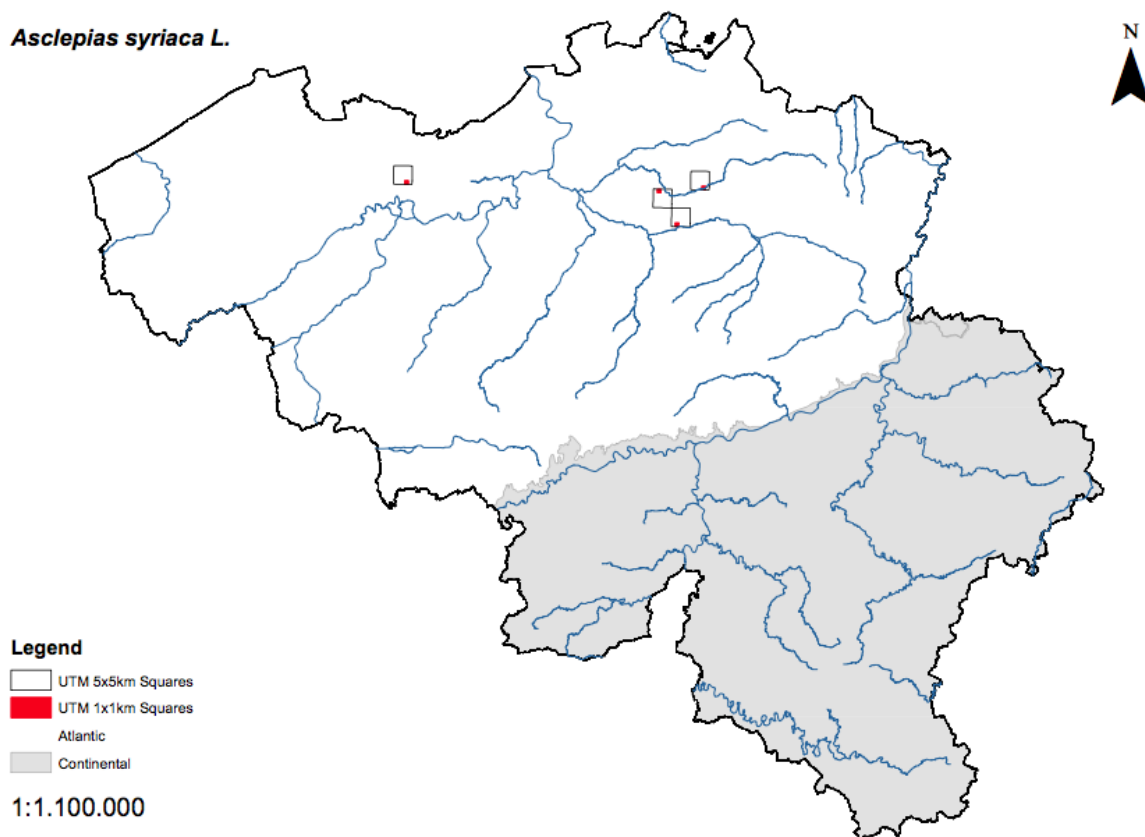 Asclepias syriaca L.
N
Legend
UTM 5x5km Squares
UTM 1x1km Squares
Atlantic
Continental
1:1.100.000